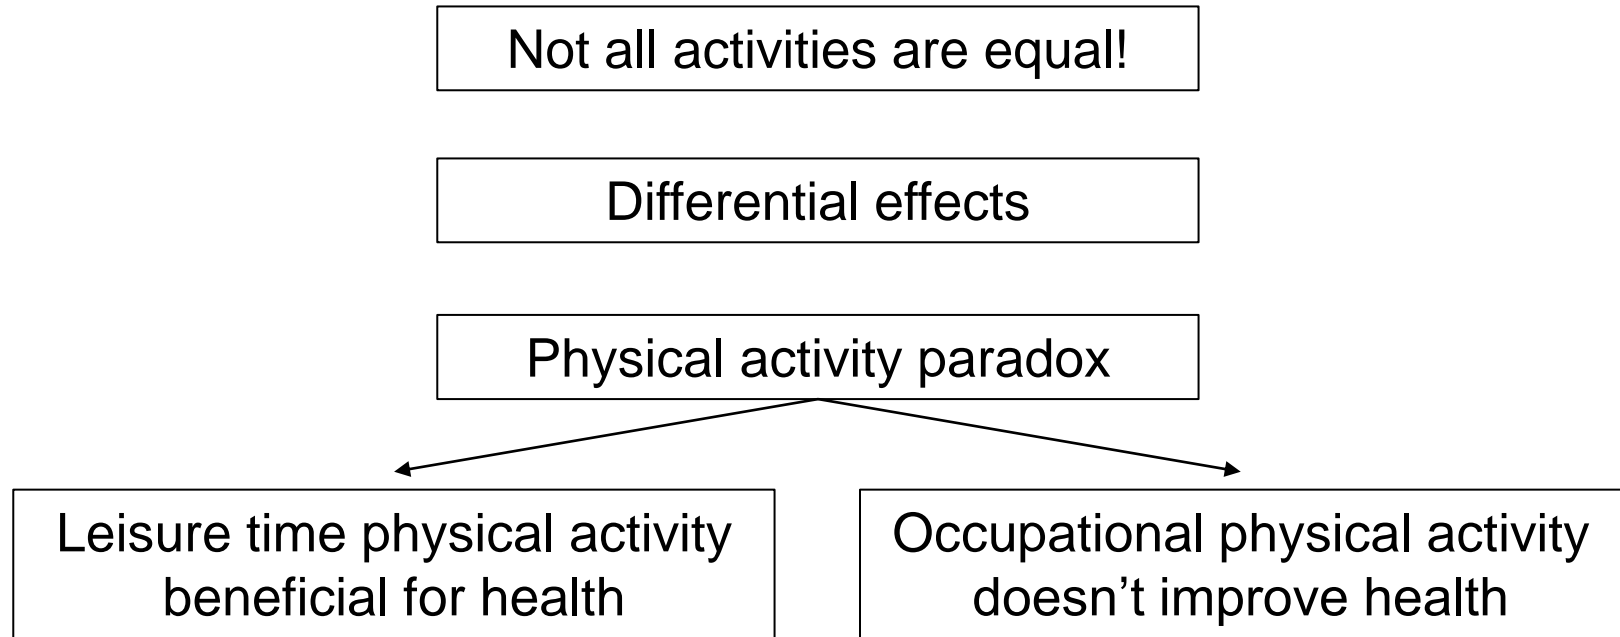 Not all activities are equal!
Differential effects
Physical activity paradox
Leisure time physical activity
beneficial for health
Occupational physical activity
doesn’t improve health